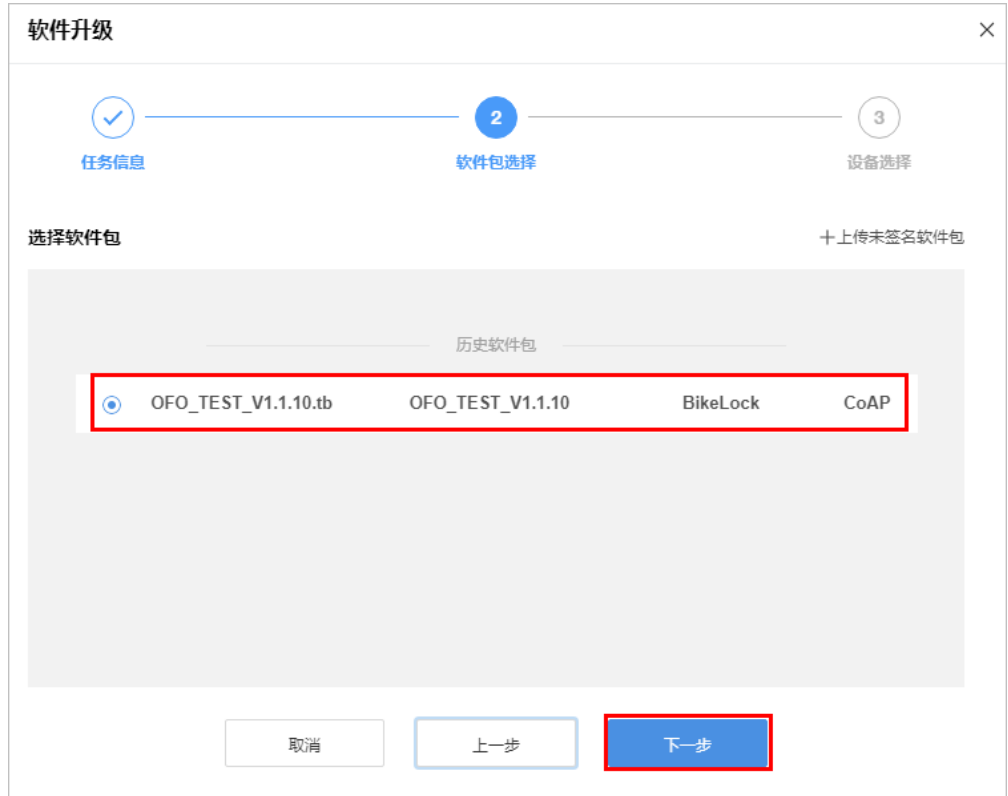 软件升级
2
3
任务信息
软件包选择
设备选择
选择软件包
十上传未签名软件包
历史软件包
OFO_TEST_V1.1.10.tb OFO_TEST_V1.1.10 BikeLock CoAP
取消
上一步
下一步